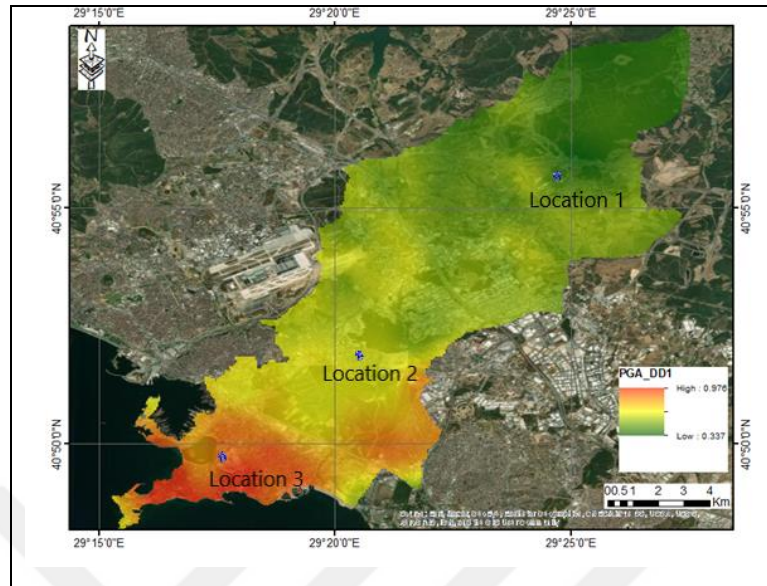 29°15'0"E 29°20'0"E 29°25'0"E
N
40°55'0"N 40°55'0"N
Location 1
Location 2
PGA_DD1
High : 0.976
Low : 0.337
40°50'0"N 40°50'0"N
Location 3
0 0.5 1 2 3 4
Km
29°15'0"E 29°20'0"E 29°25'0"E